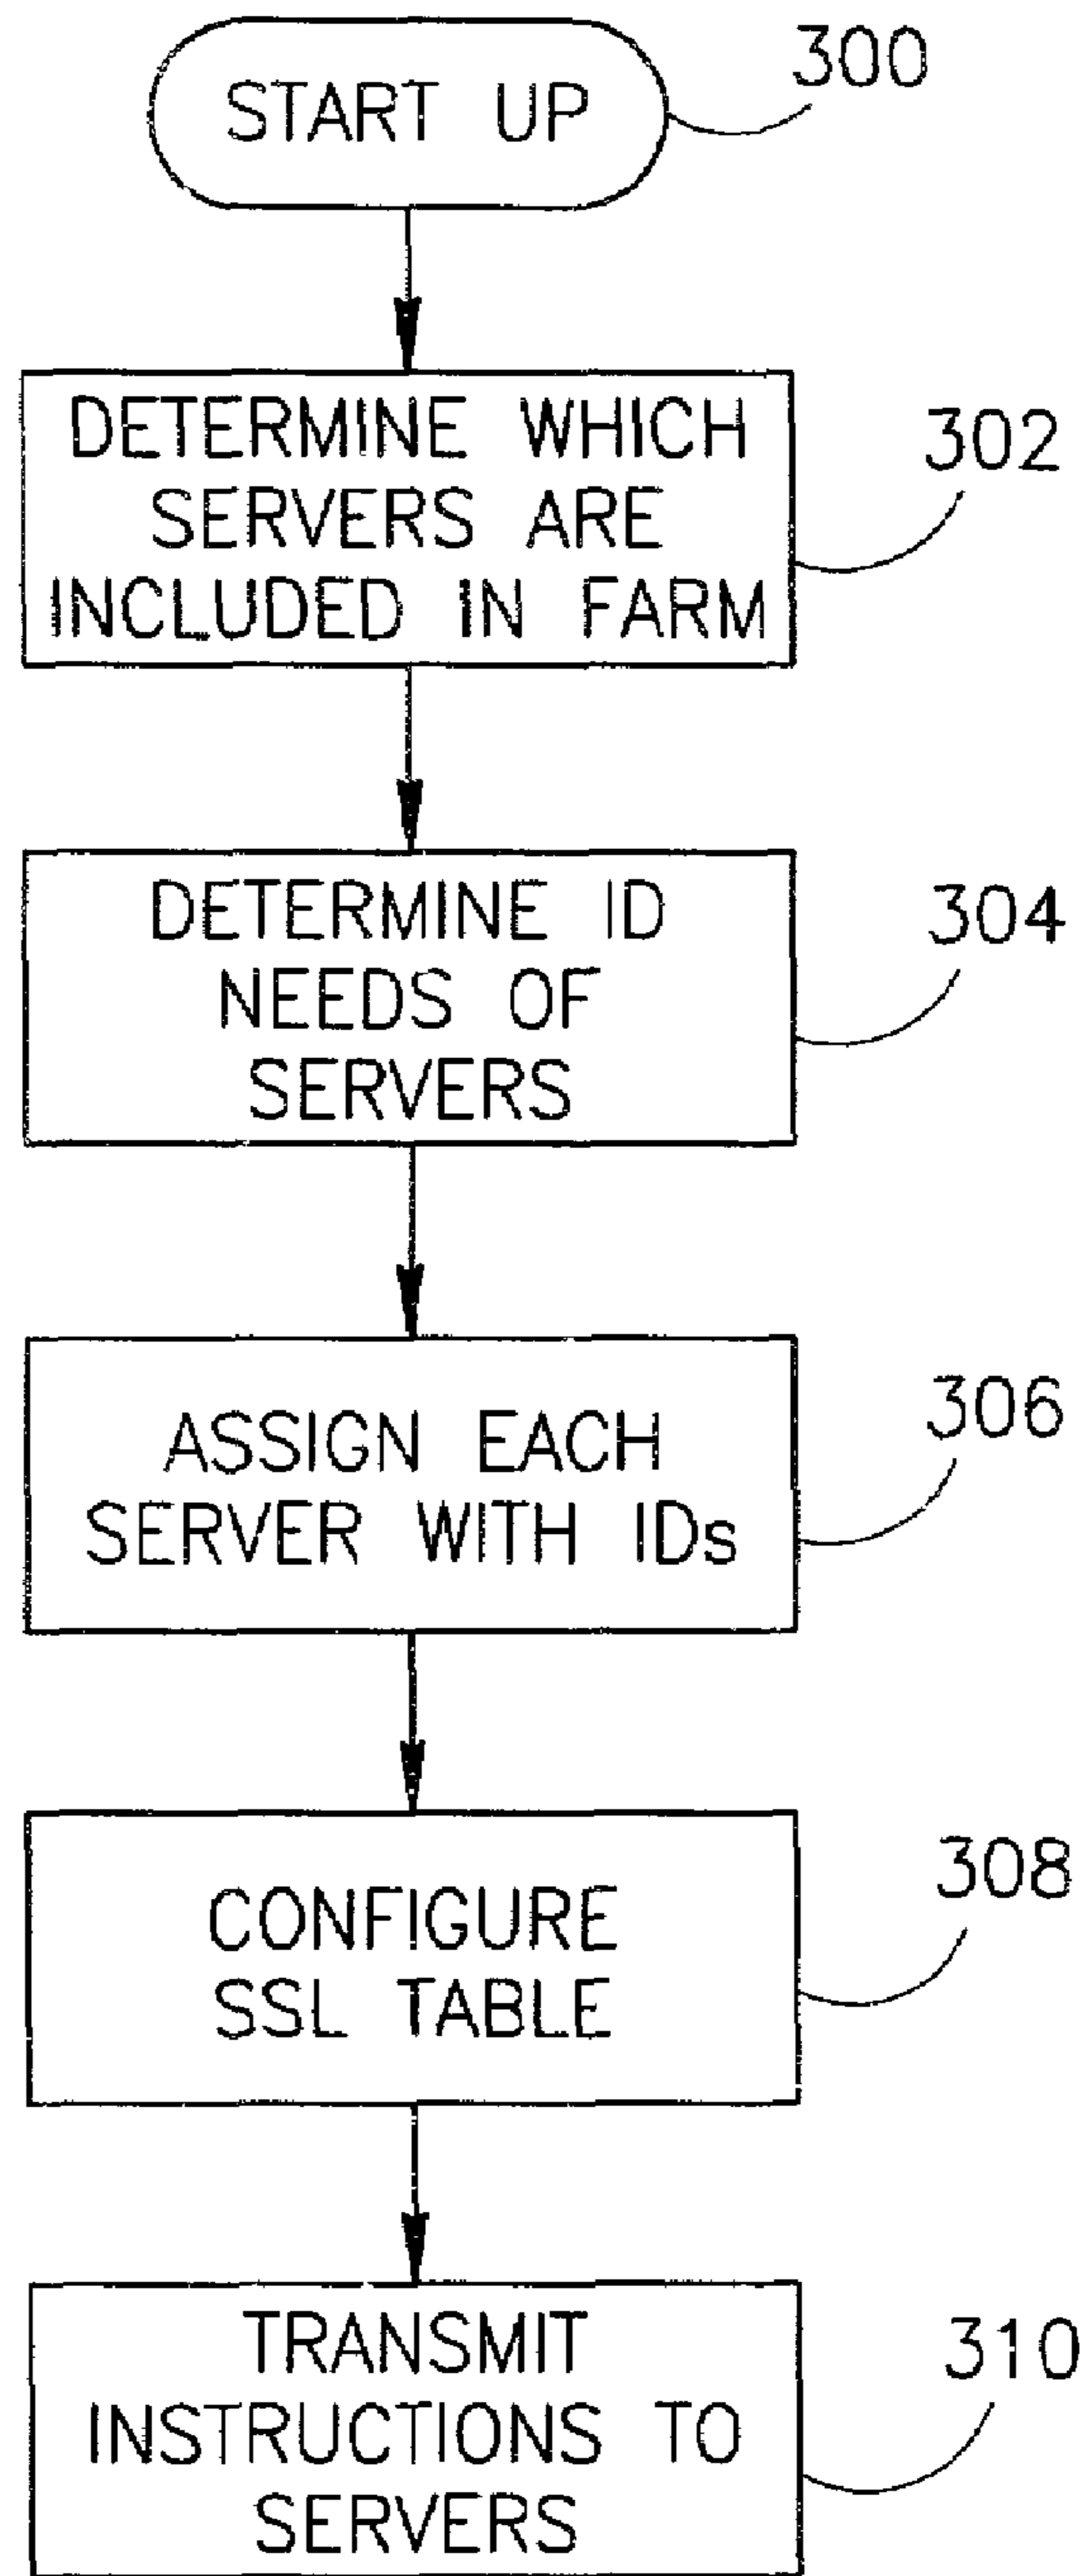 START UP
300
DETERMINE WHICH
SERVERS ARE
INCLUDED IN FARM
302
DETERMINE ID
NEEDS OF
SERVERS
304
ASSIGN EACH
SERVER WITH IDs
306
CONFIGURE
SSL TABLE
308
TRANSMIT
INSTRUCTIONS TO
SERVERS
310